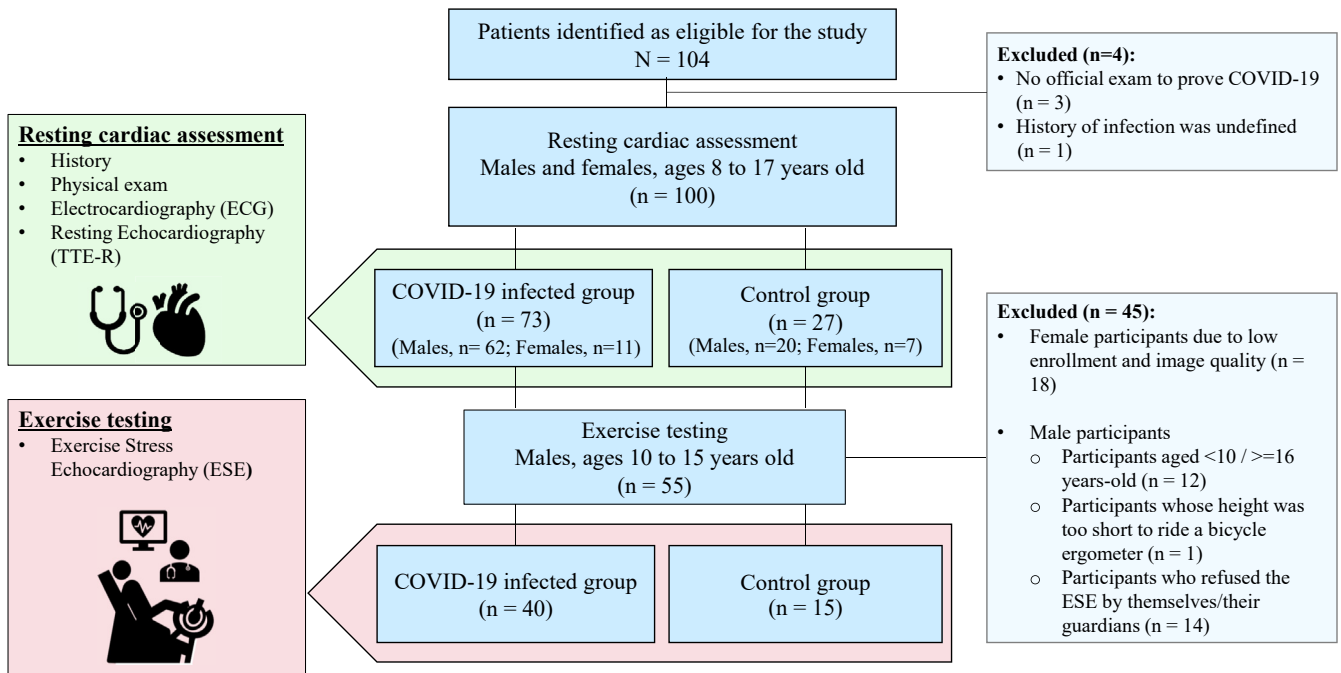 Patients identified as eligible for the study
N = 104
Excluded (n=4):
• No official exam to prove COVID-19
(n = 3)
• History of infection was undefined
(n = 1)
Resting cardiac assessment
Males and females, ages 8 to 17 years old
(n = 100)
Resting cardiac assessment
• History
• Physical exam
• Electrocardiography (ECG)
• Resting Echocardiography
(TTE-R)
COVID-19 infected group
(n = 73)
(Males, n= 62; Females, n=11)
Control group
(n = 27)
(Males, n=20; Females, n=7)
Excluded (n = 45):
• Female participants due to low
enrollment and image quality (n =
18)
• Male participants
o Participants aged <10 / >=16
years-old (n = 12)
o Participants whose height was
too short to ride a bicycle
ergometer (n = 1)
o Participants who refused the
ESE by themselves/their
guardians (n = 14)
Exercise testing
Males, ages 10 to 15 years old
(n = 55)
Exercise testing
• Exercise Stress
Echocardiography (ESE)
COVID-19 infected group
(n = 40)
Control group
(n = 15)